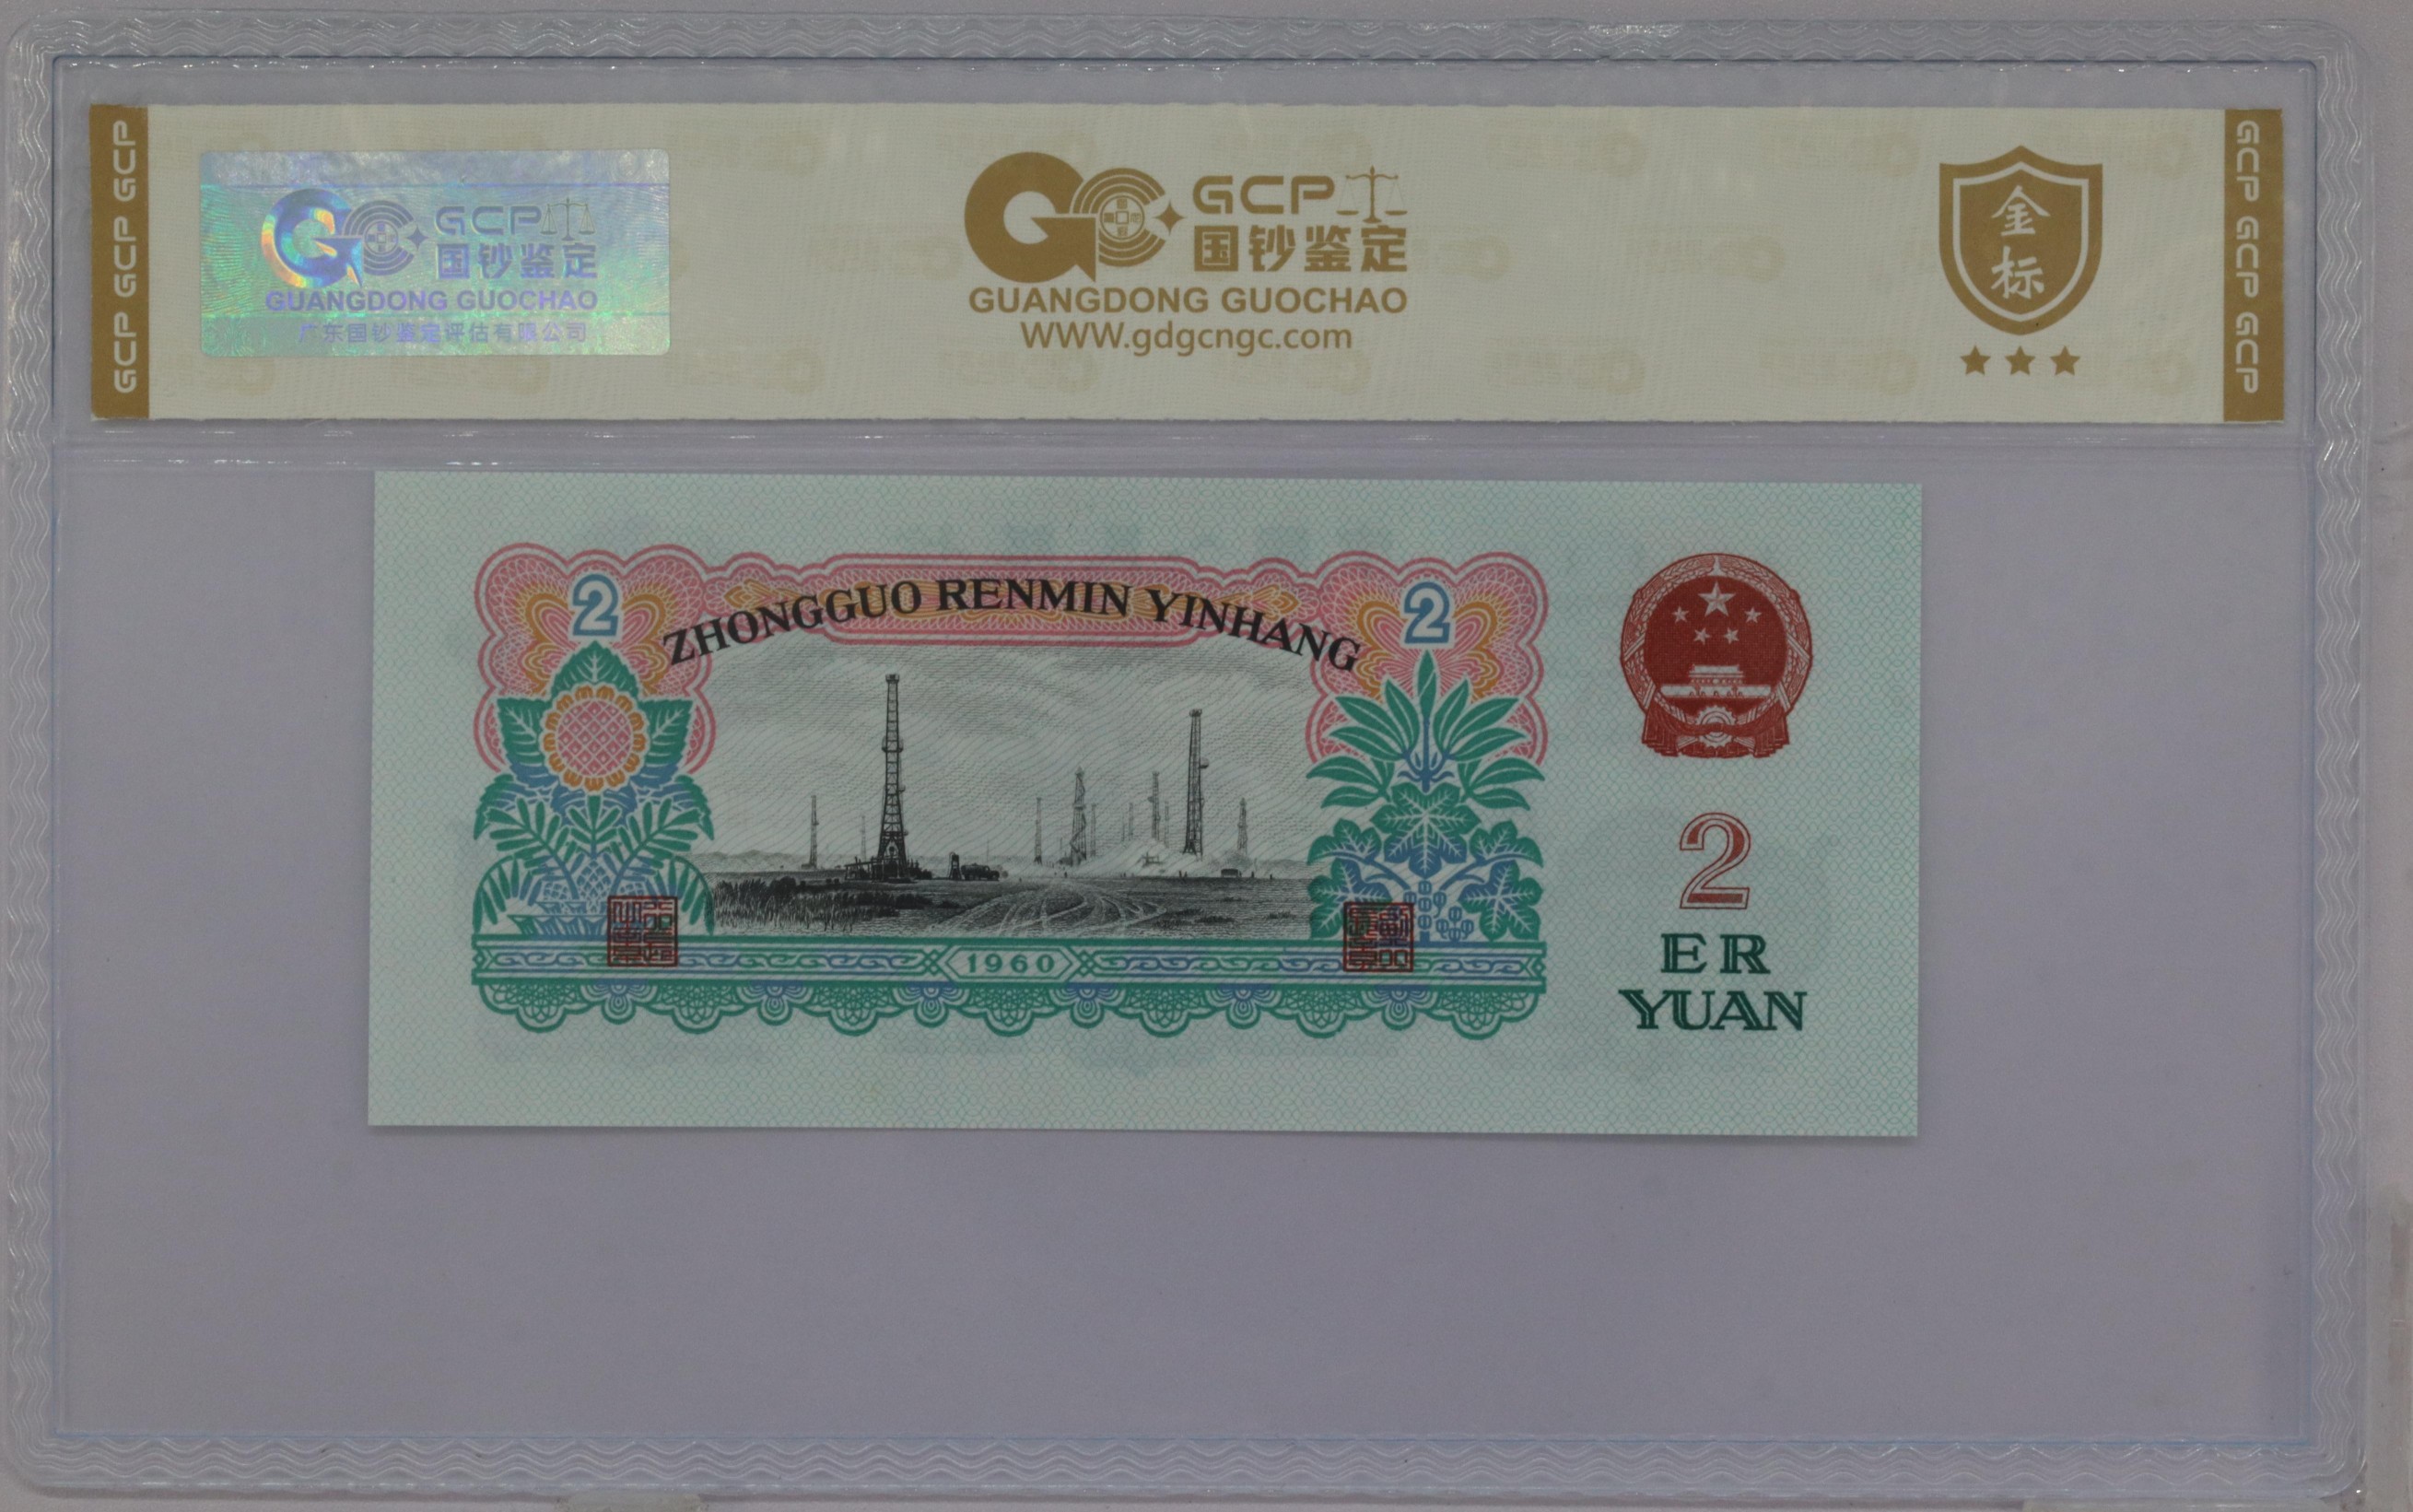 GCP GCP GCP
GCP
国钞鉴定
GUANGDONG GUOCHAO
广东国钞鉴定评估有限公司
GCP
国钞鉴定
GUANGDONG GUOCHAO
WWW.gdgcngc.com
金
标
GCP GCP GCP
2
ZHONGGUO RENMIN YINHANG
2
1960
2
ER
YUAN